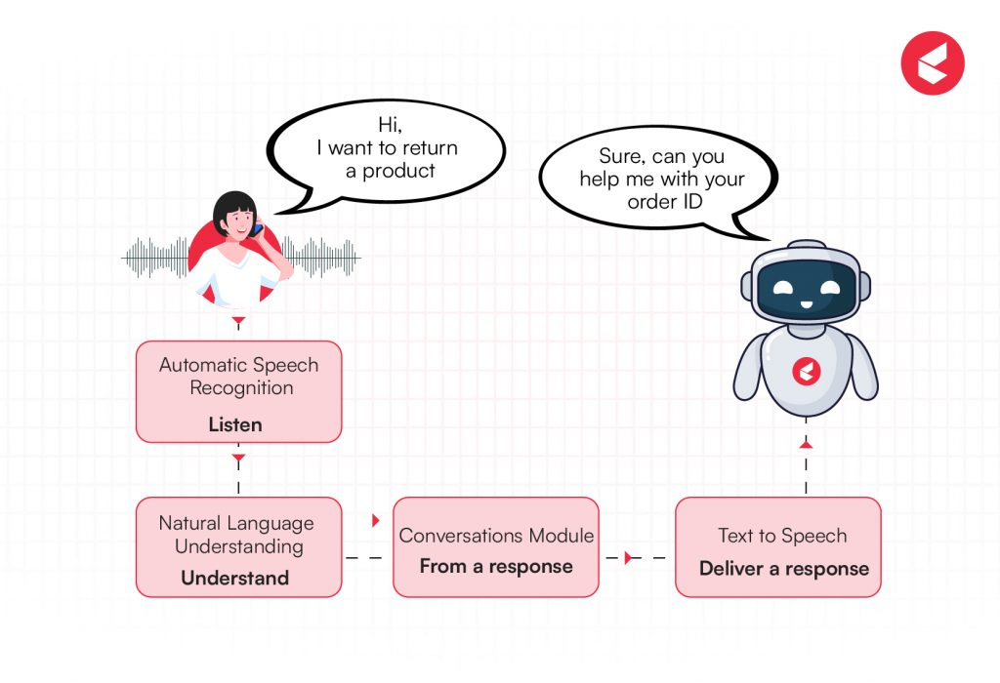 Hi,
I want to return
a product
Sure, can you
help me with your
order ID
Automatic Speech
Recognition
Listen
Natural Language
Understanding
Understand
Conversations Module
From a response
Text to Speech
Deliver a response